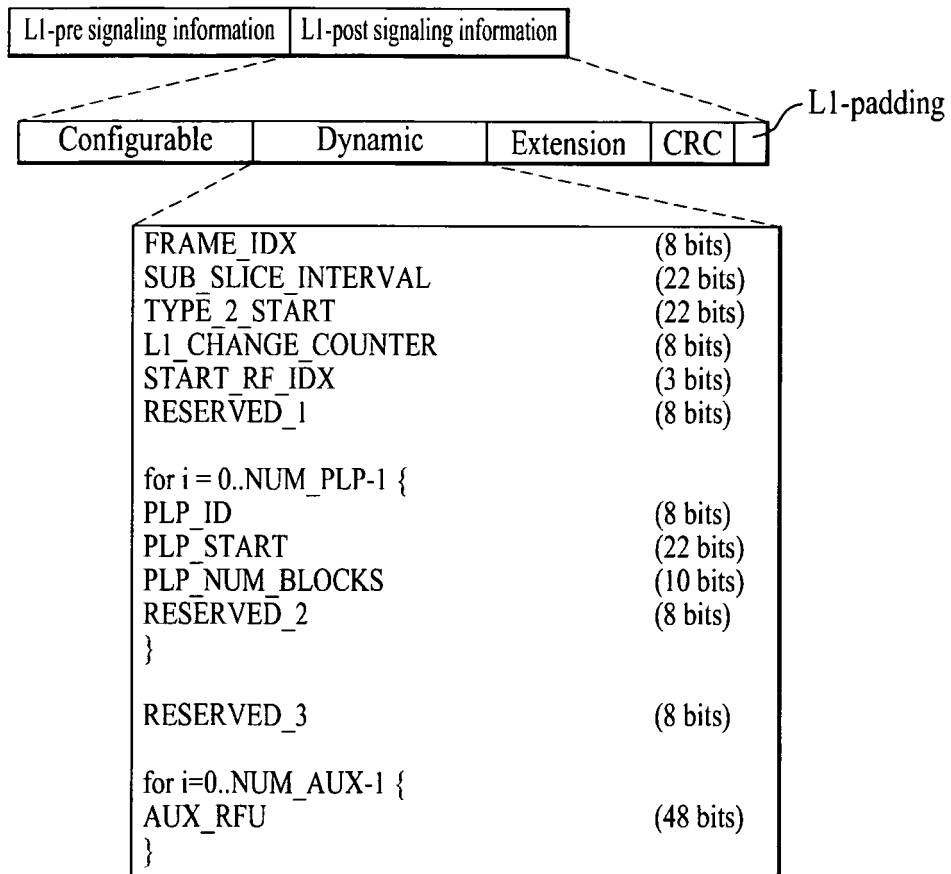 L1-pre signaling information L1-post signaling information
L1-padding
Configurable Dynamic Extension CRC
FRAME_IDX (8 bits)
SUB_SLICE_INTERVAL (22 bits)
TYPE_2_START (22 bits)
L1_CHANGE_COUNTER (8 bits)
START_RF_IDX (3 bits)
RESERVED_1 (8 bits)
for i = 0..NUM_PLP-1 {
PLP_ID (8 bits)
PLP_START (22 bits)
PLP_NUM_BLOCKS (10 bits)
RESERVED_2 (8 bits)
}
RESERVED_3 (8 bits)
for i=0..NUM_AUX-1 {
AUX_RFU (48 bits)
}